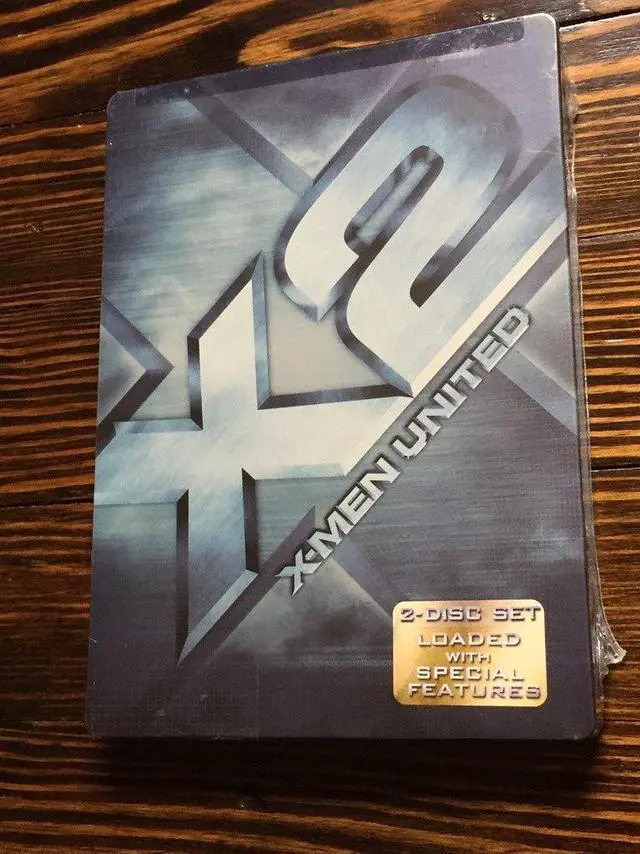 X2
X-MEN UNITED
2-DISC SET
LOADED
WITH
SPECIAL
FEATURES